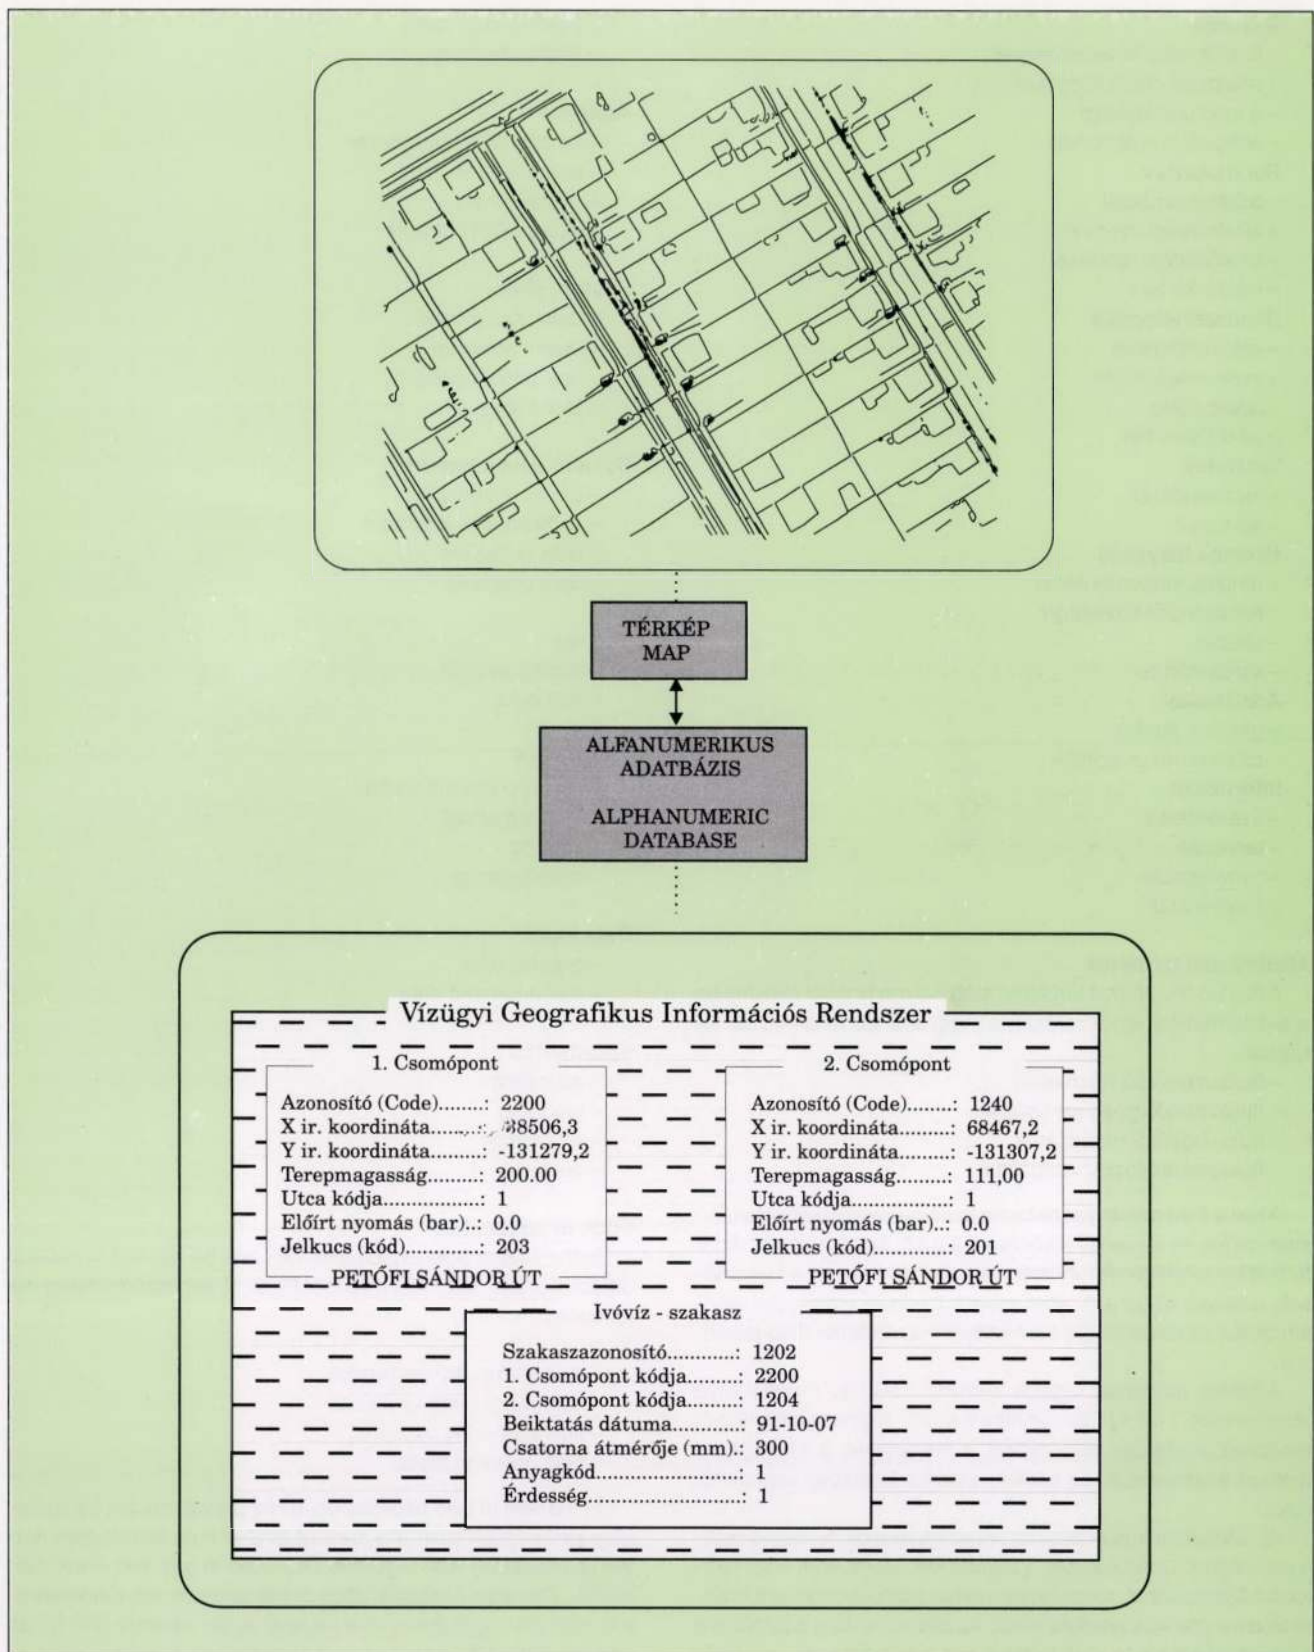 TÉRKÉP
MAP
ALFANUMERIKUS
ADATBÁZIS
ALPHANUMERIC
DATABASE
Vízügyi Geografikus Információs Rendszer
1. Csomópont
Azonosító (Code)........: 2200
X ir. koordináta.........: 38506,3
Y ir. koordináta.........: -131279,2
Terepmagasság........: 200.00
Utca kódja................: 1
Előírt nyomás (bar)..: 0.0
Jelkucs (kód).............: 203
PETŐFI SÁNDOR ÚT
2. Csomópont
Azonosító (Code)........: 1240
X ir. koordináta.........: 68467,2
Y ir. koordináta.........: -131307,2
Terepmagasság.........: 111,00
Utca kódja................: 1
Előírt nyomás (bar)..: 0.0
Jelkucs (kód).............: 201
PETŐFI SÁNDOR ÚT
Ivóvíz - szakasz
Szakaszazonosító............: 1202
1. Csomópont kódja.........: 2200
2. Csomópont kódja.........: 1204
Beiktatás dátuma...........: 91-10-07
Csatorna átmérője (mm).: 300
Anyagkód........................: 1
Érdesség...........................: 1